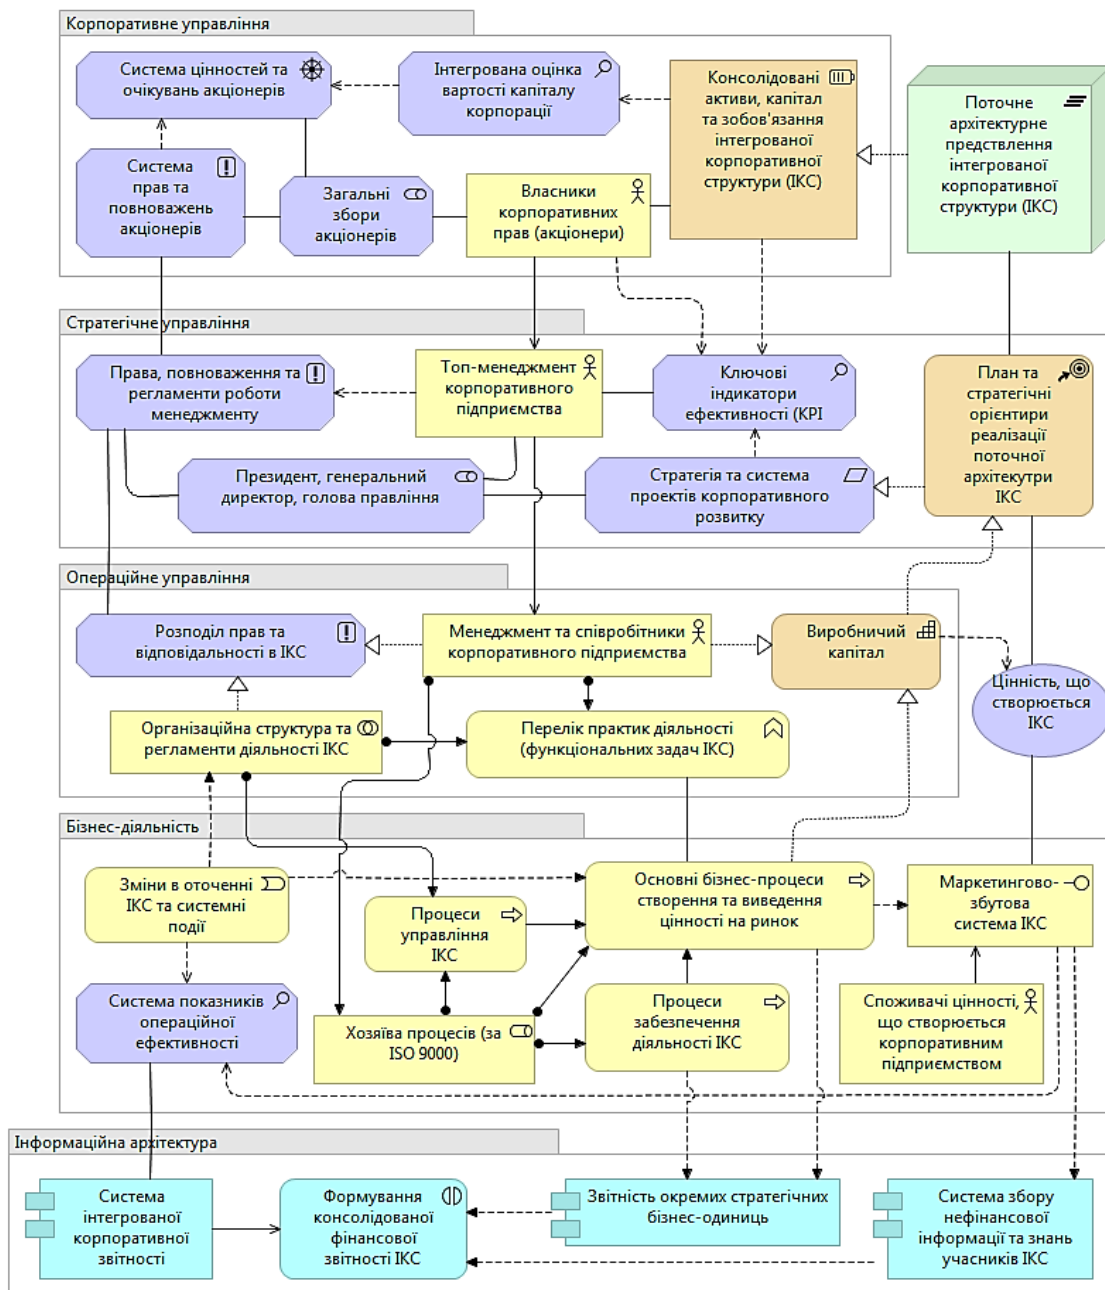 Корпоративне управління
Система цінностей та
очікувань акціонерів
Інтегрована оцінка
вартості капіталу
корпорації
Консолідовані
активи, капітал
та зобов'язання
інтегрованої
корпоративної
структури (ІКС)
Поточне
архітектурне
предствлення
інтегрованої
корпоративної
структури (ІКС)
Система
прав та
повноважень
акціонерів
Загальні
збори
акціонерів
Власники
корпоративних
прав (акціонери)
Стратегічне управління
Права, повноваження та
регламенти роботи
менеджменту
Топ-менеджмент
корпоративного
підприємства
Ключові
індикатори
ефективності (KPI
План та
стратегічні
орієнтири
реалізації
поточної
архікекутри
ІКС
Президент, генеральний
директор, голова правління
Стратегія та система
проектів корпоративного
розвитку
Операційне управління
Розподіл прав та
відповідальності в ІКС
Менеджмент та співробітники
корпоративного підприємства
Виробничий
капітал
Цінність, що
створюється
ІКС
Організаційна структура та
регламенти діяльності ІКС
Перелік практик діяльності
(функціональних задач ІКС)
Бізнес-діяльність
Зміни в оточенні
ІКС та системні
події
Процеси
управління
ІКС
Основні бізнес-процеси
створення та виведення
цінності на ринок
Маркетингово-
збутова
система ІКС
Система показників
операційної
ефективності
Хозяїва процесів (за
ISO 9000)
Процеси
забезпечення
діяльності ІКС
Споживачі цінності,
що створюється
корпоративним
підприємством
Інформаційна архітектура
Система
інтегрованої
корпоративної
звітності
Формування
консолідованої
фінансової
звітності ІКС
Звітність окремих стратегічних
бізнес-одиниць
Система збору
нефінансової
інформації та знань
учасників ІКС